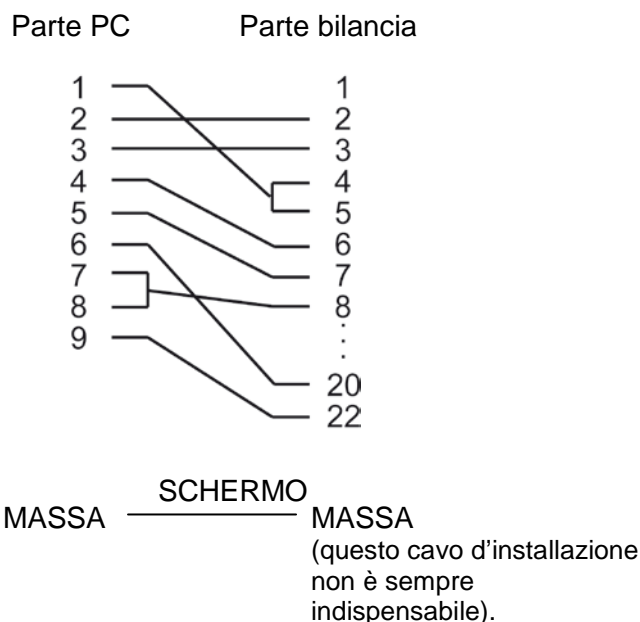 Parte PC Parte bilancia
1 1
2 2
3 3
4 4
5 5
6 6
7 7
8 8
9
20
22
SCHERMO
MASSA MASSA
(questo cavo d'installazione
non è sempre
indispensabile).